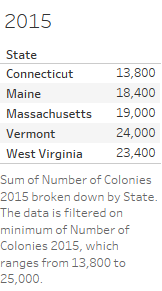 2015
State
Connecticut 13,800
Maine 18,400
Massachusetts 19,000
Vermont 24,000
West Virginia 23,400
Sum of Number of Colonies
2015 broken down by State.
The data is filtered on
minimum of Number of
Colonies 2015, which
ranges from 13,800 to
25,000.